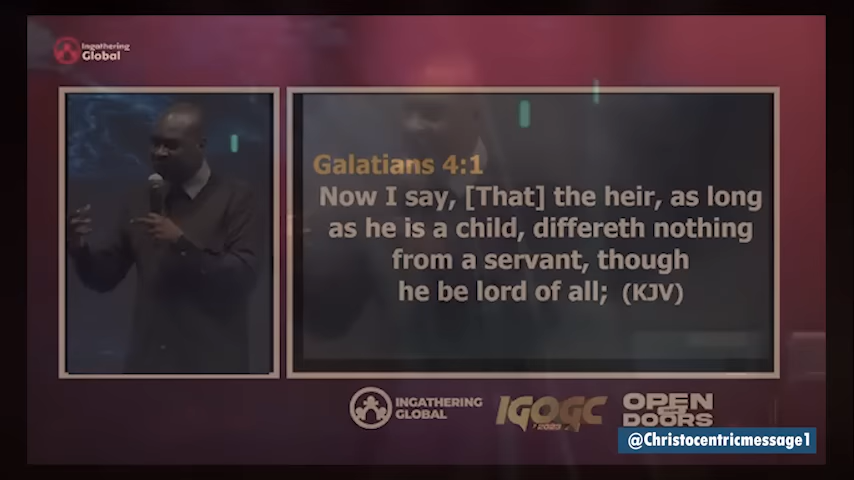 Ingathering
Global
Galatians 4:1
Now I say, [That] the heir, as long
as he is a child, differeth nothing
from a servant, though
he be lord of all; (KJV)
INGATHERING
GLOBAL
IGOGC
2023
OPEN
DOORS
@Christocentricmessage1